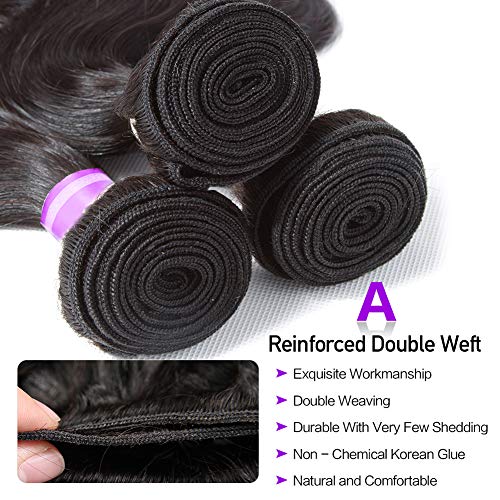 A
Reinforced Double Weft
Exquisite Workmanship
Double Weaving
Durable With Very Few Shedding
Non - Chemical Korean Glue
Natural and Comfortable